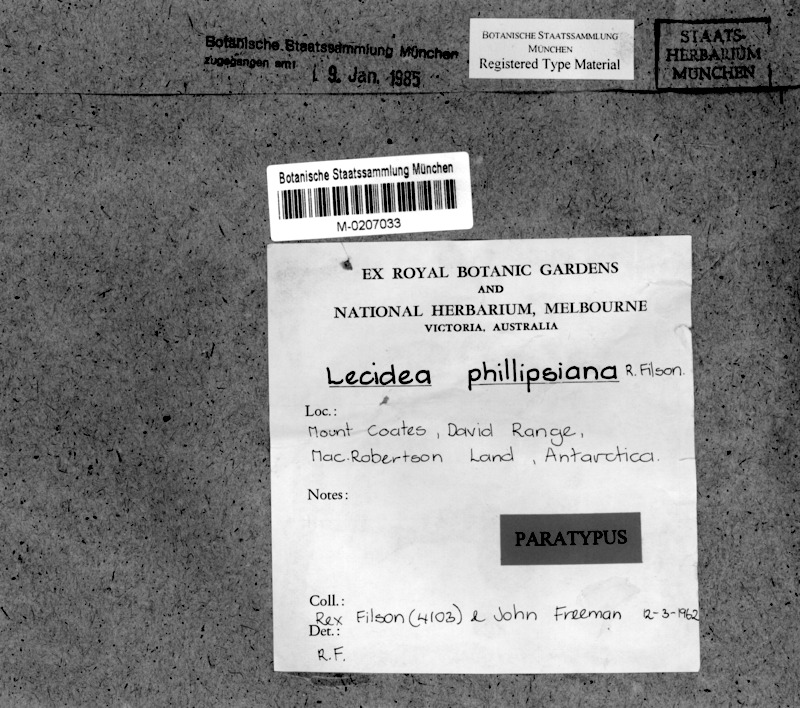 Botanische Staatssammlung München
zugegangen am:
9. Jan. 1985
BOTANISCHE STAATSSAMMLUNG
MÜNCHEN
Registered Type Material
STAATS-
HERBARIUM
MÜNCHEN
Botanische Staatssammlung München
M-0207033
EX ROYAL BOTANIC GARDENS
AND
NATIONAL HERBARIUM, MELBOURNE
VICTORIA, AUSTRALIA
Lecidea phillipsiana R. Filson.
Loc.:
Mount Coates, David Range,
Mac.Robertson Land, Antarctica.
Notes:
PARATYPUS
Coll.:
Rex Filson (4103) & John Freeman 12-3-1962
Det.:
R.F.